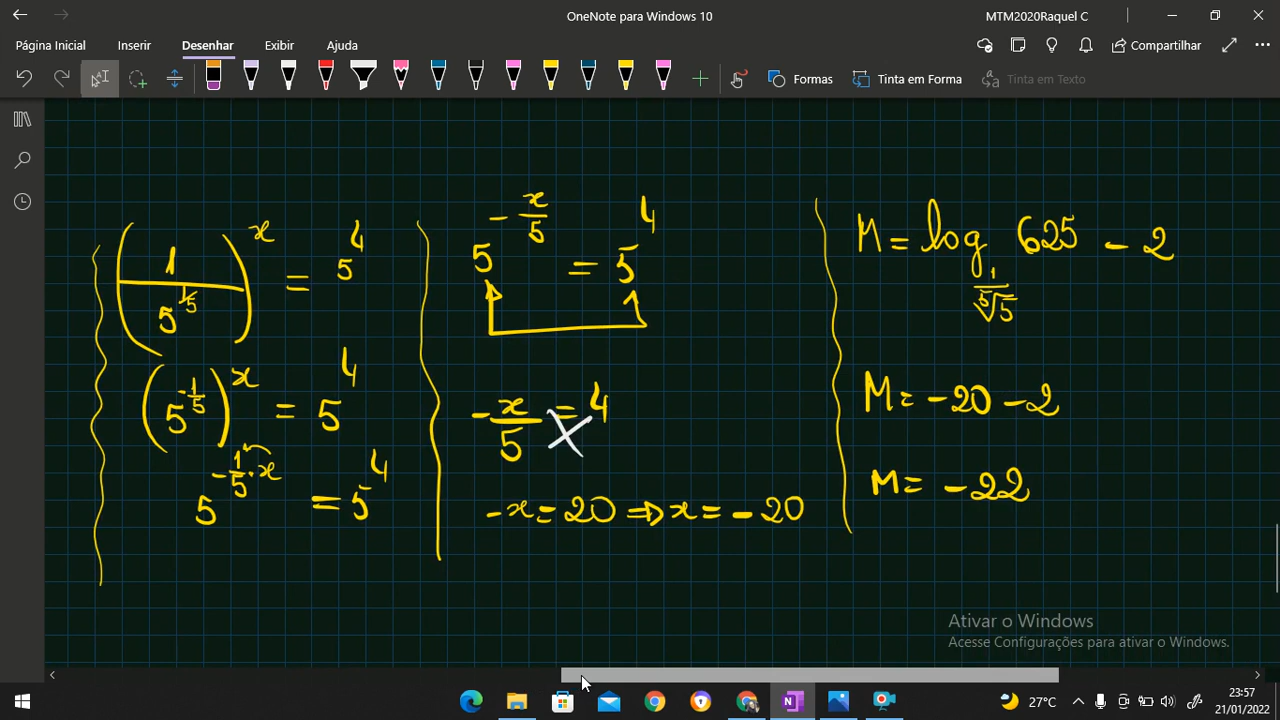 OneNote para Windows 10
MTM2020Raquel C
Página Inicial Inserir Desenhar Exibir Ajuda
Compartilhar
Formas
Tinta em Forma
Tinta em Texto
(1/5^(1/5))^x = 5^4
(5^(-1/5))^x = 5^4
5^(-1/5·x) = 5^4
5^(-x/5) = 5^4
-x/5 = 4
-x = 20 ⇒ x = -20
M = log_(1/⁵√5) 625 - 2
M = -20 - 2
M = -22
Ativar o Windows
Acesse Configurações para ativar o Windows.
27°C
23:57
21/01/2022